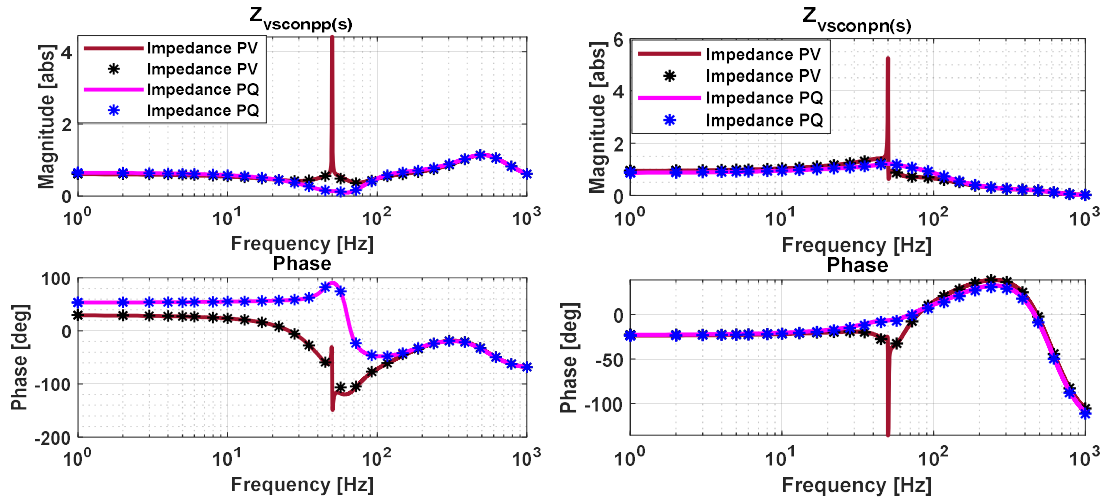 Z_vsconpp(s)
4
2
0
Magnitude [abs]
Impedance PV
Impedance PV
Impedance PQ
Impedance PQ
10^0
10^1
10^2
10^3
Frequency [Hz]
Phase
100
0
-100
-200
Phase [deg]
10^0
10^1
10^2
10^3
Frequency [Hz]
Z_vsconpn(s)
6
4
2
0
Magnitude [abs]
Impedance PV
Impedance PV
Impedance PQ
Impedance PQ
10^0
10^1
10^2
10^3
Frequency [Hz]
Phase
0
-50
-100
Phase [deg]
10^0
10^1
10^2
10^3
Frequency [Hz]